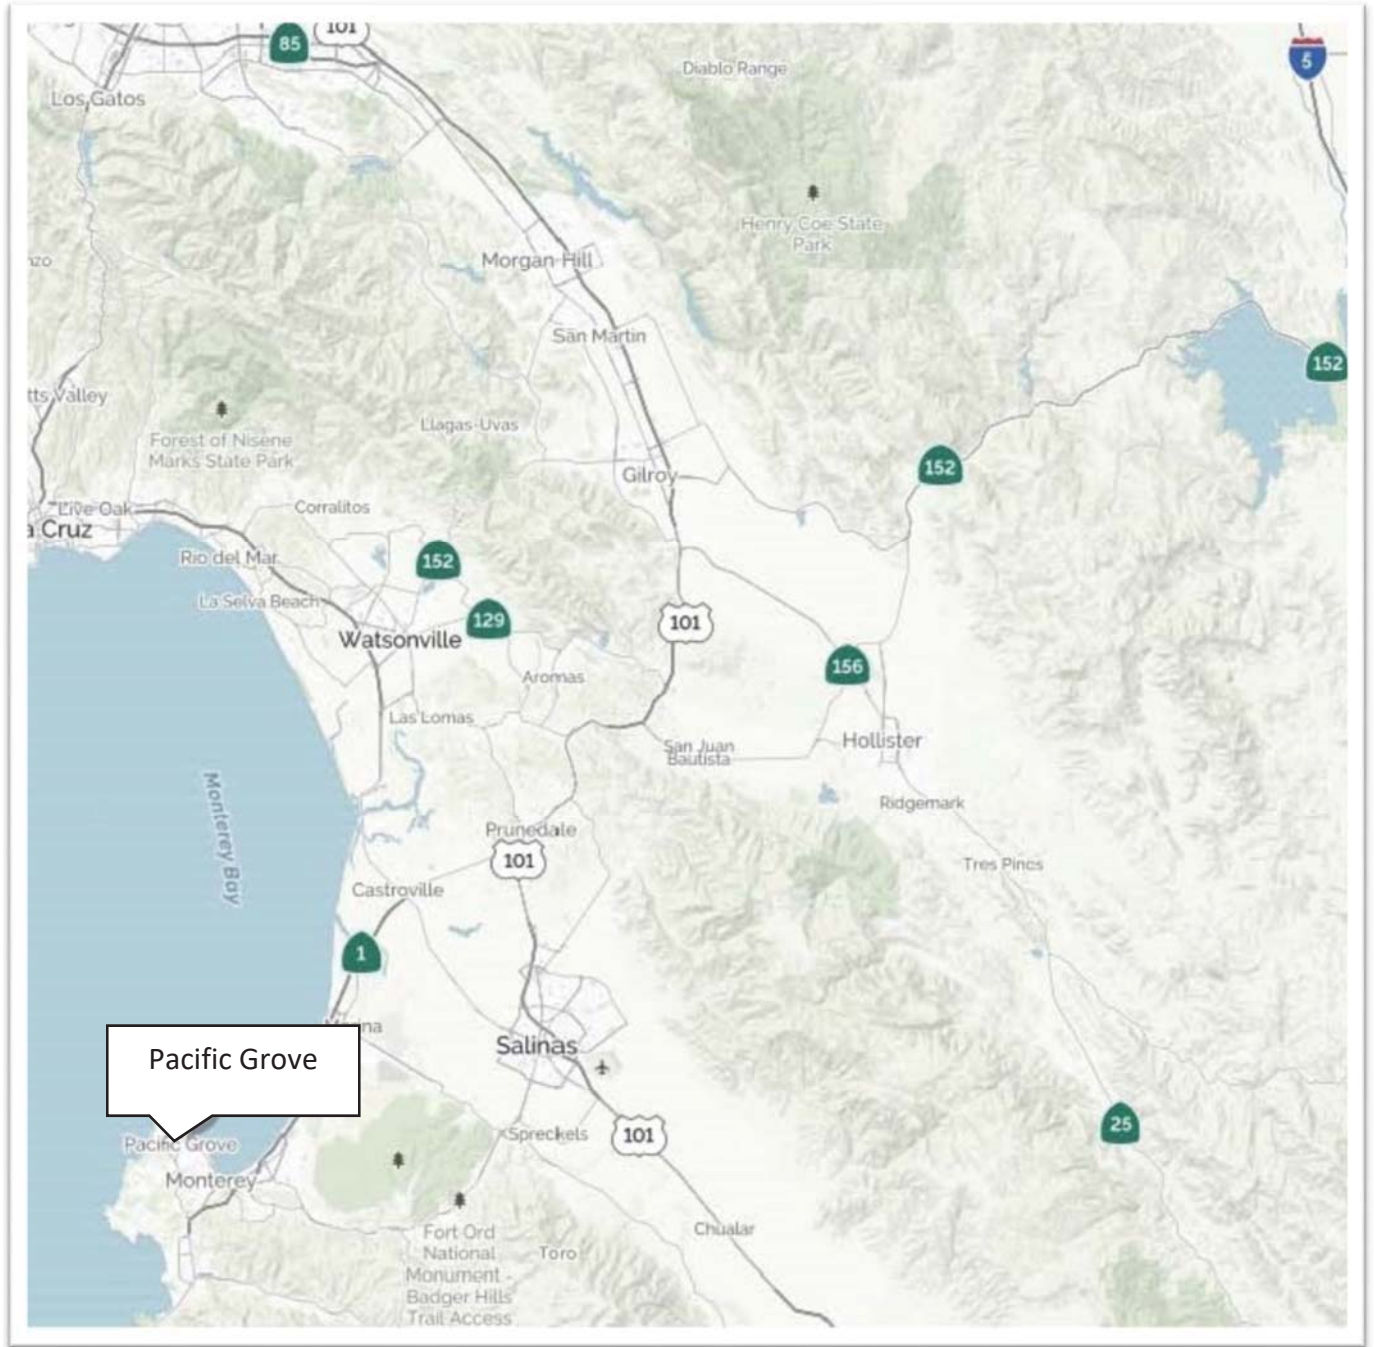 101
85
5
Diablo Range
Los Gatos
Henry Coe State
Park
nzo
Morgan Hill
San Martin
152
tts Valley
Llagas-Uvas
Forest of Nisene
Marks State Park
152
Gilroy
Live Oak
Corralitos
a Cruz
Rio del Mar
152
La Selva Beach
129
101
Watsonville
156
Aromas
Las Lomas
San Juan
Bautista
Hollister
Monterey Bay
Ridgemark
Prunedale
101
Tres Pinos
Castroville
1
na
Salinas
Pacific Grove
25
Spreckels
101
Pacific Grove
Monterey
Chualar
Fort Ord
National
Monument -
Badger Hills
Trail Access
Toro